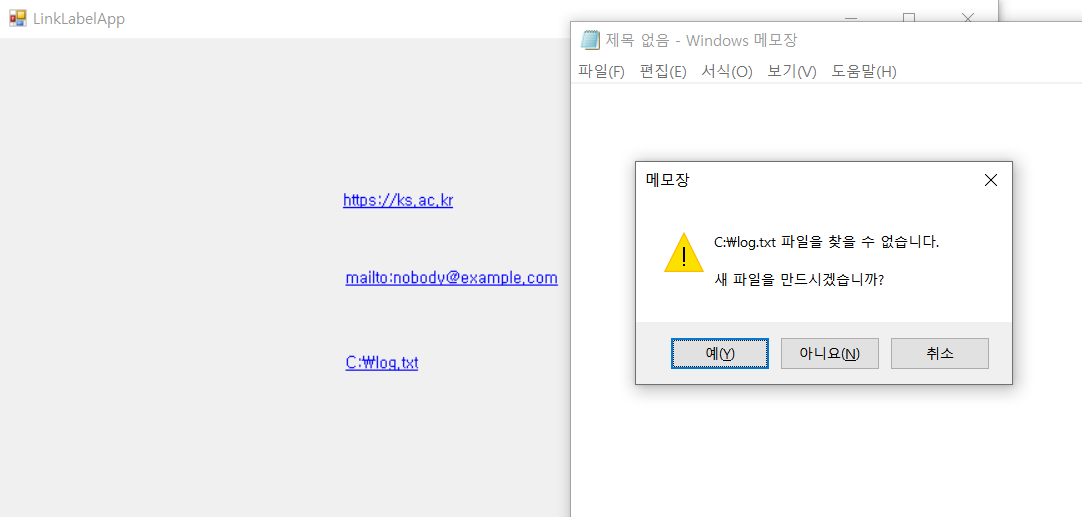 LinkLabelApp
https://ks.ac.kr
mailto:nobody@example.com
C:₩log.txt
제목 없음 - Windows 메모장
파일(F) 편집(E) 서식(O) 보기(V) 도움말(H)
메모장
C:₩log.txt 파일을 찾을 수 없습니다.
새 파일을 만드시겠습니까?
예(Y) 아니요(N) 취소